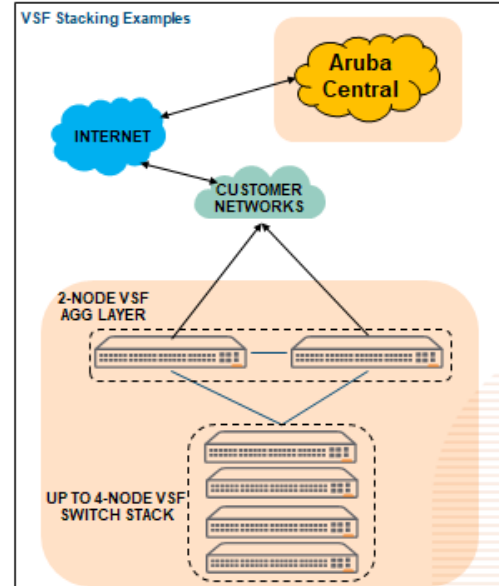 VSF Stacking Examples
Aruba
Central
INTERNET
CUSTOMER
NETWORKS
2-NODE VSF
AGG LAYER
UP TO 4-NODE VSF
SWITCH STACK